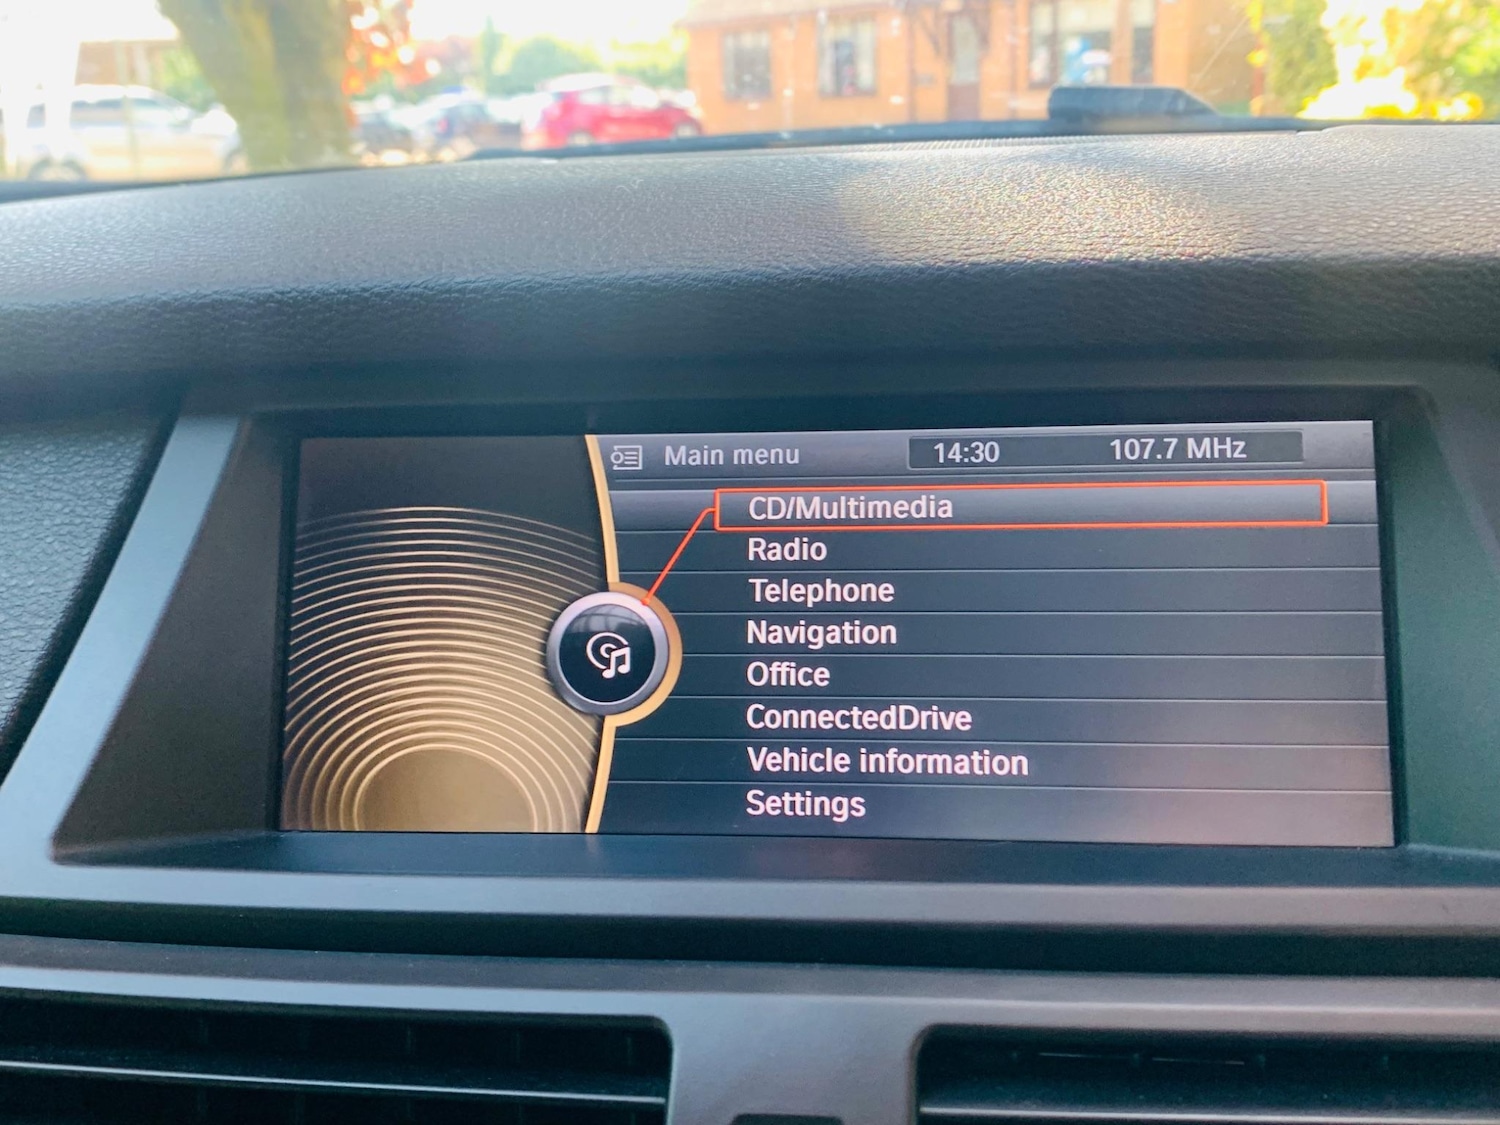 Main menu 14:30 107.7 MHz
CD/Multimedia
Radio
Telephone
Navigation
Office
ConnectedDrive
Vehicle information
Settings